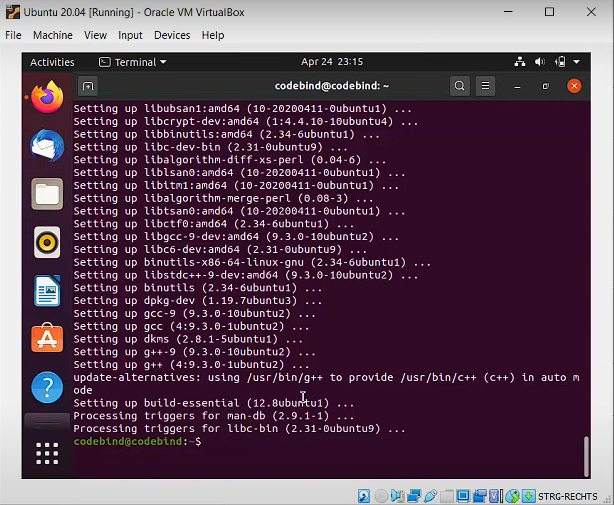 Ubuntu 20.04 [Running] - Oracle VM VirtualBox
File Machine View Input Devices Help
Activities Terminal Apr 24 23:15
codebind@codebind: ~
Setting up libubsan1:amd64 (10-20200411-0ubuntu1) ...
Setting up libcrypt-dev:amd64 (1:4.4.10-10ubuntu4) ...
Setting up libbinutils:amd64 (2.34-6ubuntu1) ...
Setting up libc-dev-bin (2.31-0ubuntu9) ...
Setting up libalgorithm-diff-xs-perl (0.04-6) ...
Setting up liblsan0:amd64 (10-20200411-0ubuntu1) ...
Setting up libitm1:amd64 (10-20200411-0ubuntu1) ...
Setting up libalgorithm-merge-perl (0.08-3) ...
Setting up libtsan0:amd64 (10-20200411-0ubuntu1) ...
Setting up libctf0:amd64 (2.34-6ubuntu1) ...
Setting up libgcc-9-dev:amd64 (9.3.0-10ubuntu2) ...
Setting up libc6-dev:amd64 (2.31-0ubuntu9) ...
Setting up binutils-x86-64-linux-gnu (2.34-6ubuntu1) ...
Setting up libstdc++-9-dev:amd64 (9.3.0-10ubuntu2) ...
Setting up binutils (2.34-6ubuntu1) ...
Setting up dpkg-dev (1.19.7ubuntu3) ...
Setting up gcc-9 (9.3.0-10ubuntu2) ...
Setting up gcc (4:9.3.0-1ubuntu2) ...
Setting up dkms (2.8.1-5ubuntu1) ...
Setting up g++-9 (9.3.0-10ubuntu2) ...
Setting up g++ (4:9.3.0-1ubuntu2) ...
update-alternatives: using /usr/bin/g++ to provide /usr/bin/c++ (c++) in auto m
ode
Setting up build-essential (12.8ubuntu1) ...
Processing triggers for man-db (2.9.1-1) ...
Processing triggers for libc-bin (2.31-0ubuntu9) ...
codebind@codebind:~$
STRG-RECHTS